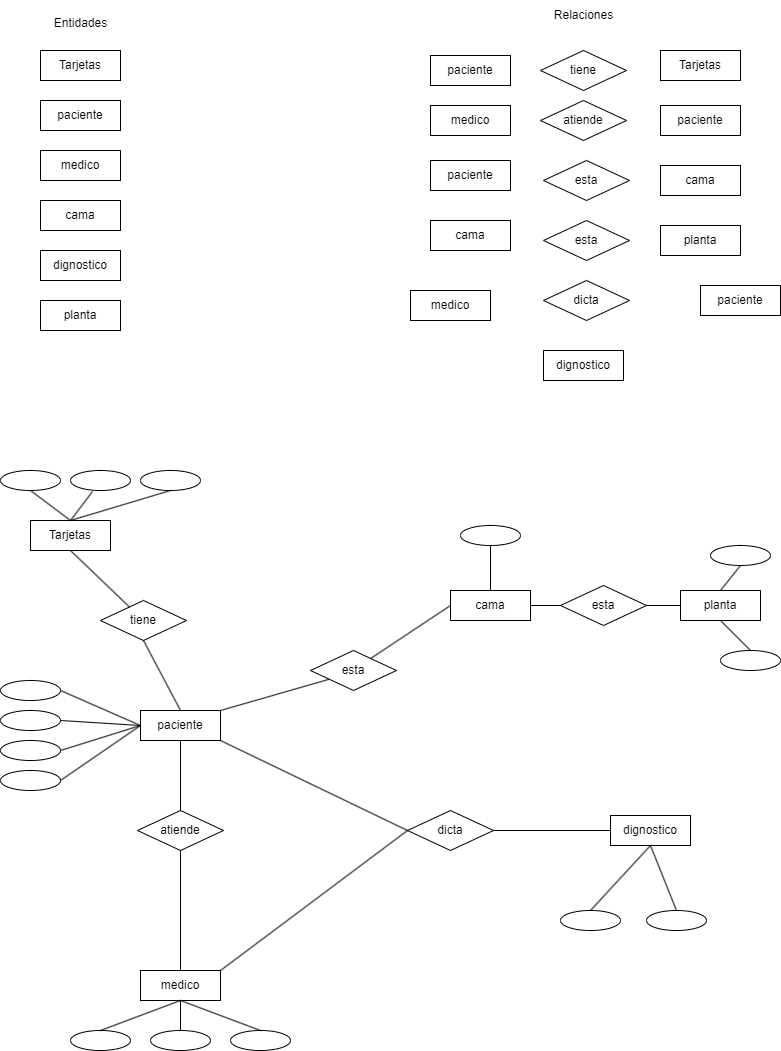 Entidades
Tarjetas
paciente
medico
cama
dignostico
planta
Relaciones
paciente tiene Tarjetas
medico atiende paciente
paciente esta cama
cama esta planta
medico dicta paciente
dignostico
Tarjetas
tiene
cama esta planta
esta
paciente
atiende dicta dignostico
medico